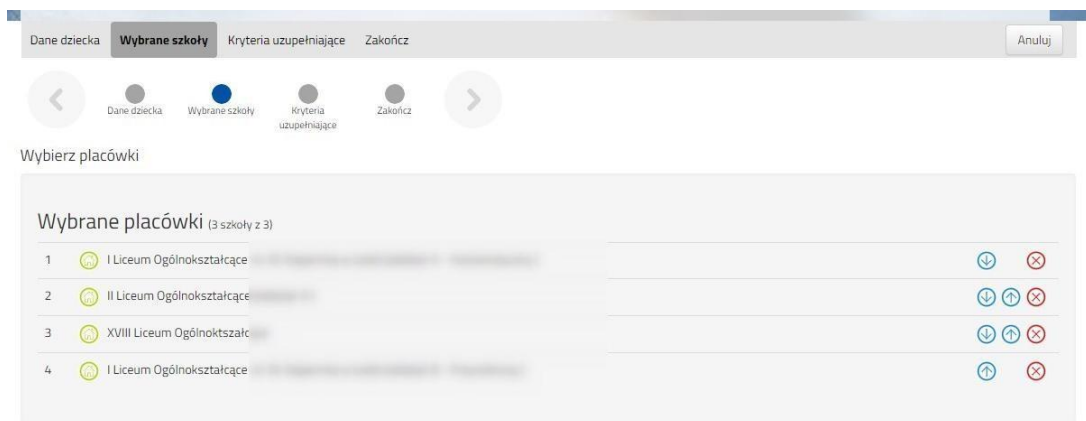 Dane dziecka Wybrane szkoły Kryteria uzupełniające Zakończ Anuluj
Dane dziecka Wybrane szkoły Kryteria uzupełniające Zakończ
Wybierz placówki
Wybrane placówki (3 szkoły z 3)
1 I Liceum Ogólnokształcące
2 II Liceum Ogólnokształcące
3 XVIII Liceum Ogólnoktszałc
4 I Liceum Ogólnokształcące